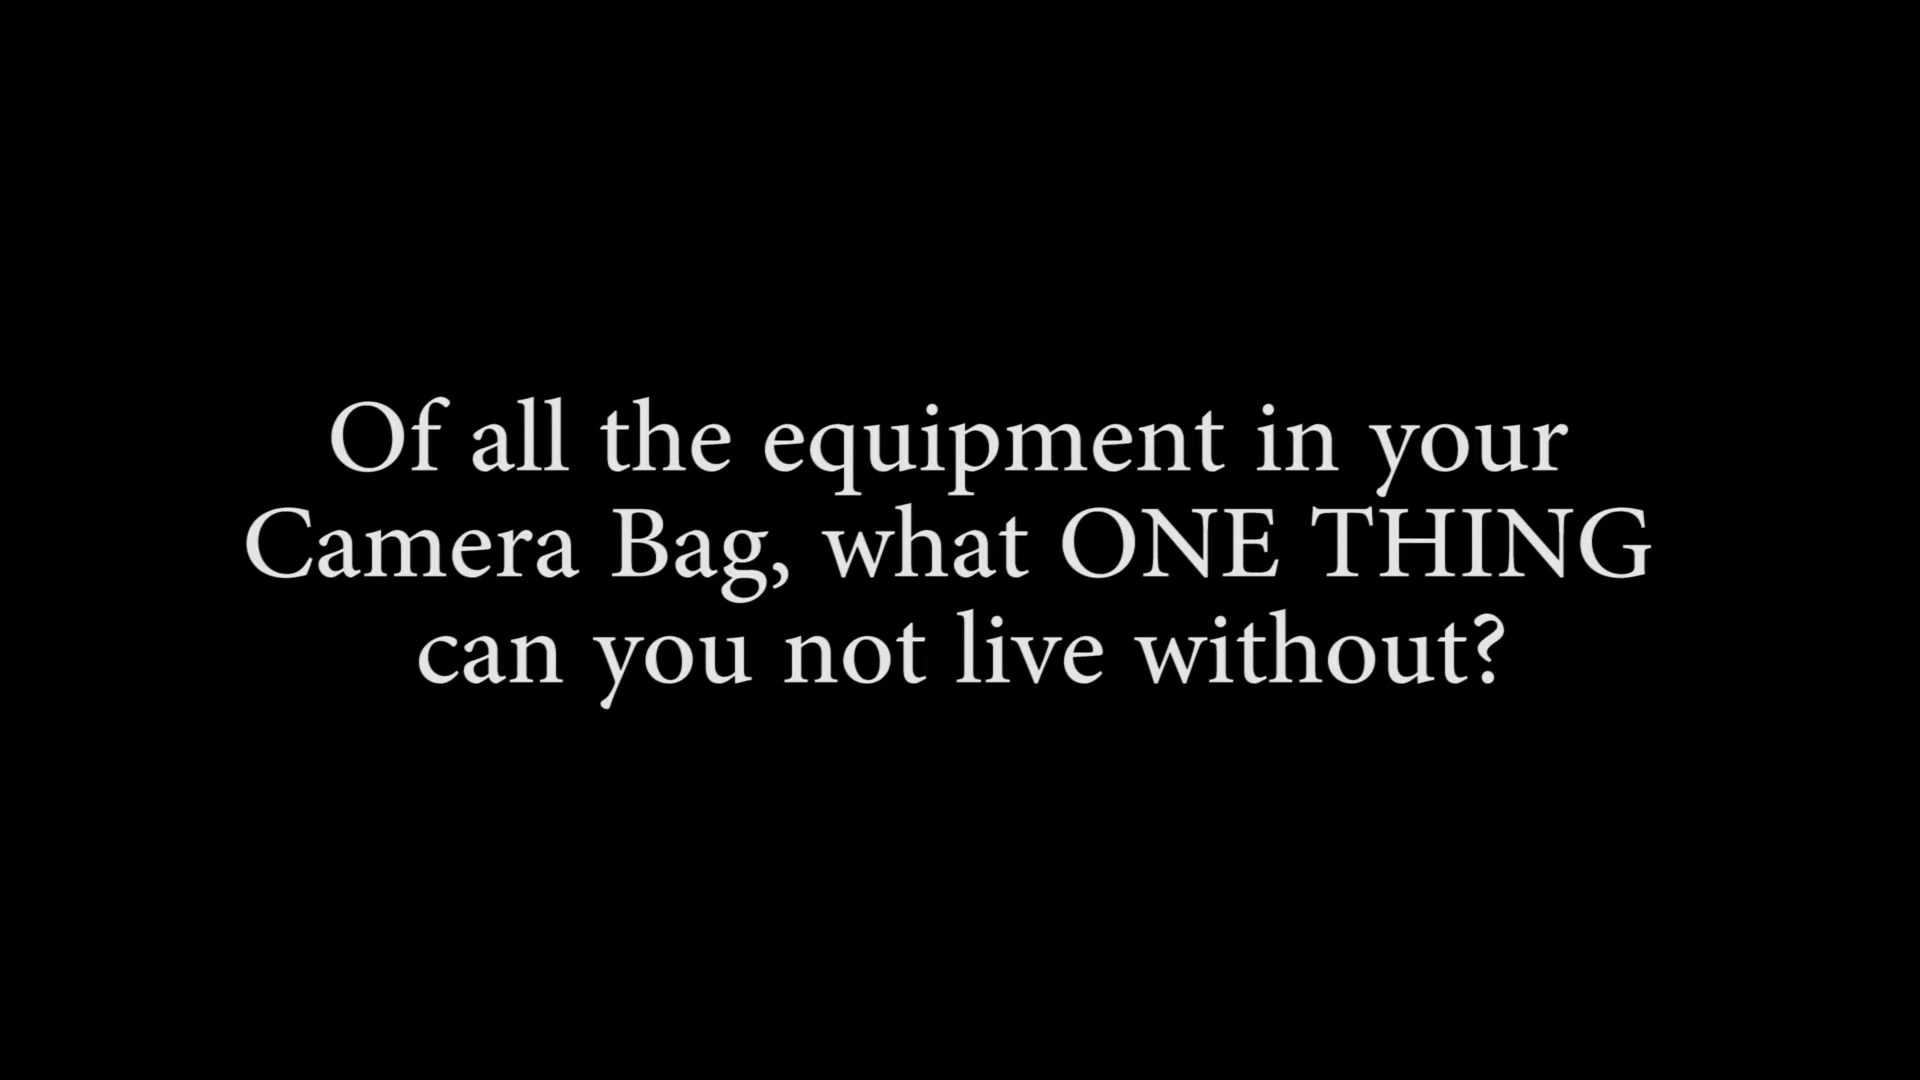 Of all the equipment in your
Camera Bag, what ONE THING
can you not live without?